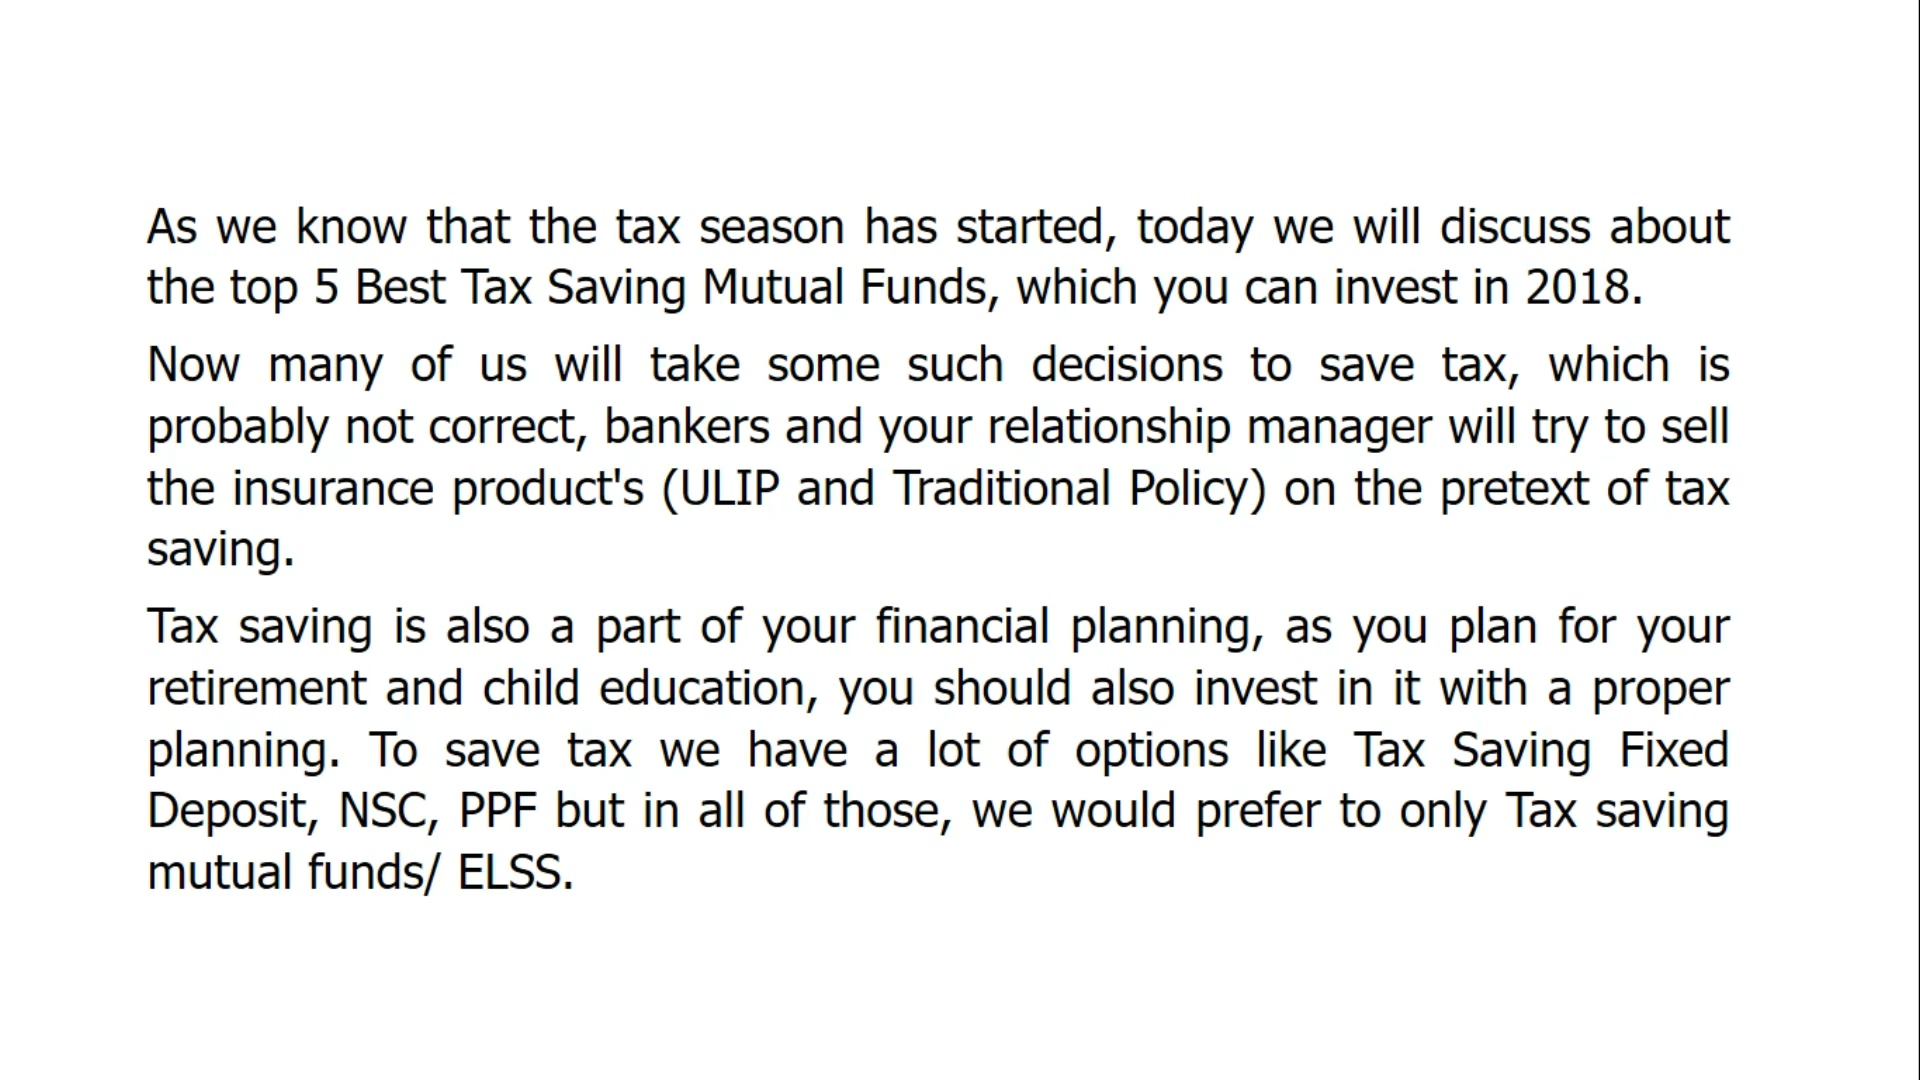 As we know that the tax season has started, today we will discuss about
the top 5 Best Tax Saving Mutual Funds, which you can invest in 2018.
Now many of us will take some such decisions to save tax, which is
probably not correct, bankers and your relationship manager will try to sell
the insurance product's (ULIP and Traditional Policy) on the pretext of tax
saving.
Tax saving is also a part of your financial planning, as you plan for your
retirement and child education, you should also invest in it with a proper
planning. To save tax we have a lot of options like Tax Saving Fixed
Deposit, NSC, PPF but in all of those, we would prefer to only Tax saving
mutual funds/ ELSS.